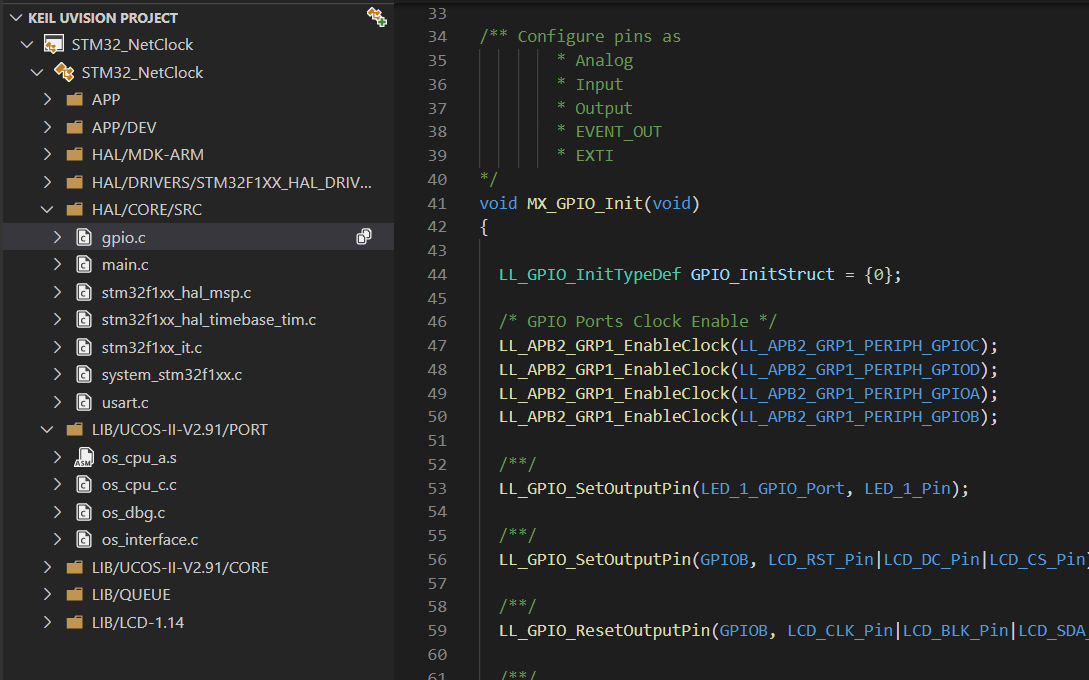 KEIL UVISION PROJECT
STM32_NetClock
STM32_NetClock
APP
APP/DEV
HAL/MDK-ARM
HAL/DRIVERS/STM32F1XX_HAL_DRIV...
HAL/CORE/SRC
gpio.c
main.c
stm32f1xx_hal_msp.c
stm32f1xx_hal_timebase_tim.c
stm32f1xx_it.c
system_stm32f1xx.c
usart.c
LIB/UCOS-II-V2.91/PORT
ASM os_cpu_a.s
os_cpu_c.c
os_dbg.c
os_interface.c
LIB/UCOS-II-V2.91/CORE
LIB/QUEUE
LIB/LCD-1.14
33
34 /** Configure pins as
35 * Analog
36 * Input
37 * Output
38 * EVENT_OUT
39 * EXTI
40 */
41 void MX_GPIO_Init(void)
42 {
43
44 LL_GPIO_InitTypeDef GPIO_InitStruct = {0};
45
46 /* GPIO Ports Clock Enable */
47 LL_APB2_GRP1_EnableClock(LL_APB2_GRP1_PERIPH_GPIOC);
48 LL_APB2_GRP1_EnableClock(LL_APB2_GRP1_PERIPH_GPIOD);
49 LL_APB2_GRP1_EnableClock(LL_APB2_GRP1_PERIPH_GPIOA);
50 LL_APB2_GRP1_EnableClock(LL_APB2_GRP1_PERIPH_GPIOB);
51
52 /**/
53 LL_GPIO_SetOutputPin(LED_1_GPIO_Port, LED_1_Pin);
54
55 /**/
56 LL_GPIO_SetOutputPin(GPIOB, LCD_RST_Pin|LCD_DC_Pin|LCD_CS_Pin)
57
58 /**/
59 LL_GPIO_ResetOutputPin(GPIOB, LCD_CLK_Pin|LCD_BLK_Pin|LCD_SDA_
60
61 /**/